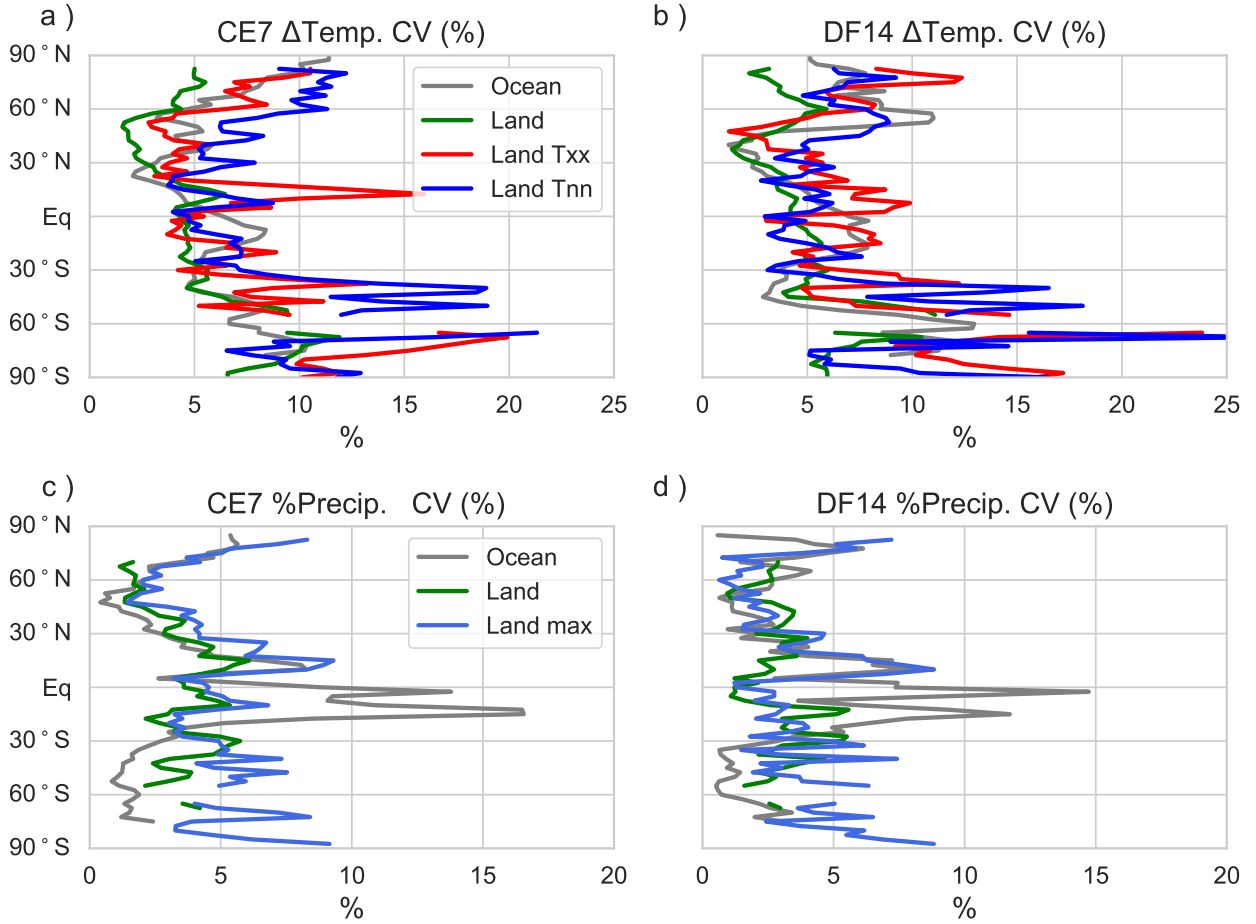 a )
CE7 ΔTemp. CV (%)
90°N
60°N
30°N
Eq
30°S
60°S
90°S
Ocean
Land
Land Txx
Land Tnn
0 5 10 15 20 25
%
b )
DF14 ΔTemp. CV (%)
0 5 10 15 20 25
%
c )
CE7 %Precip. CV (%)
90°N
60°N
30°N
Eq
30°S
60°S
90°S
Ocean
Land
Land max
0 5 10 15 20
%
d )
DF14 %Precip. CV (%)
0 5 10 15 20
%